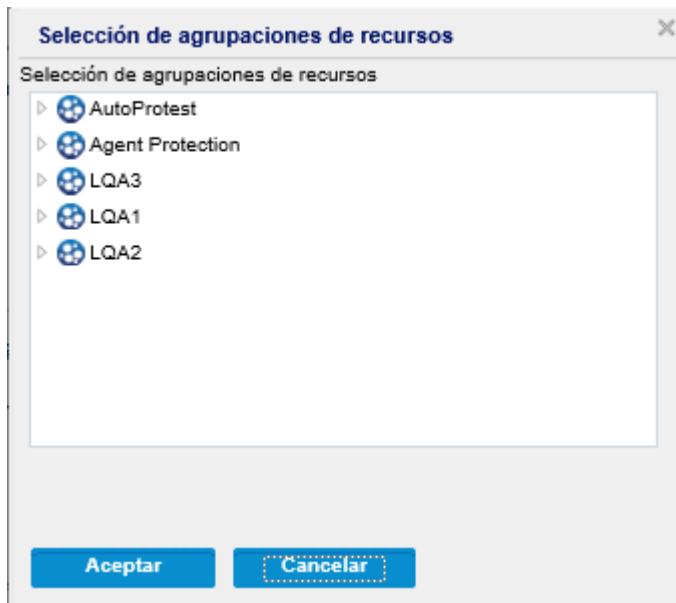 Selección de agrupaciones de recursos
Selección de agrupaciones de recursos
AutoProtest
Agent Protection
LQA3
LQA1
LQA2
Aceptar Cancelar